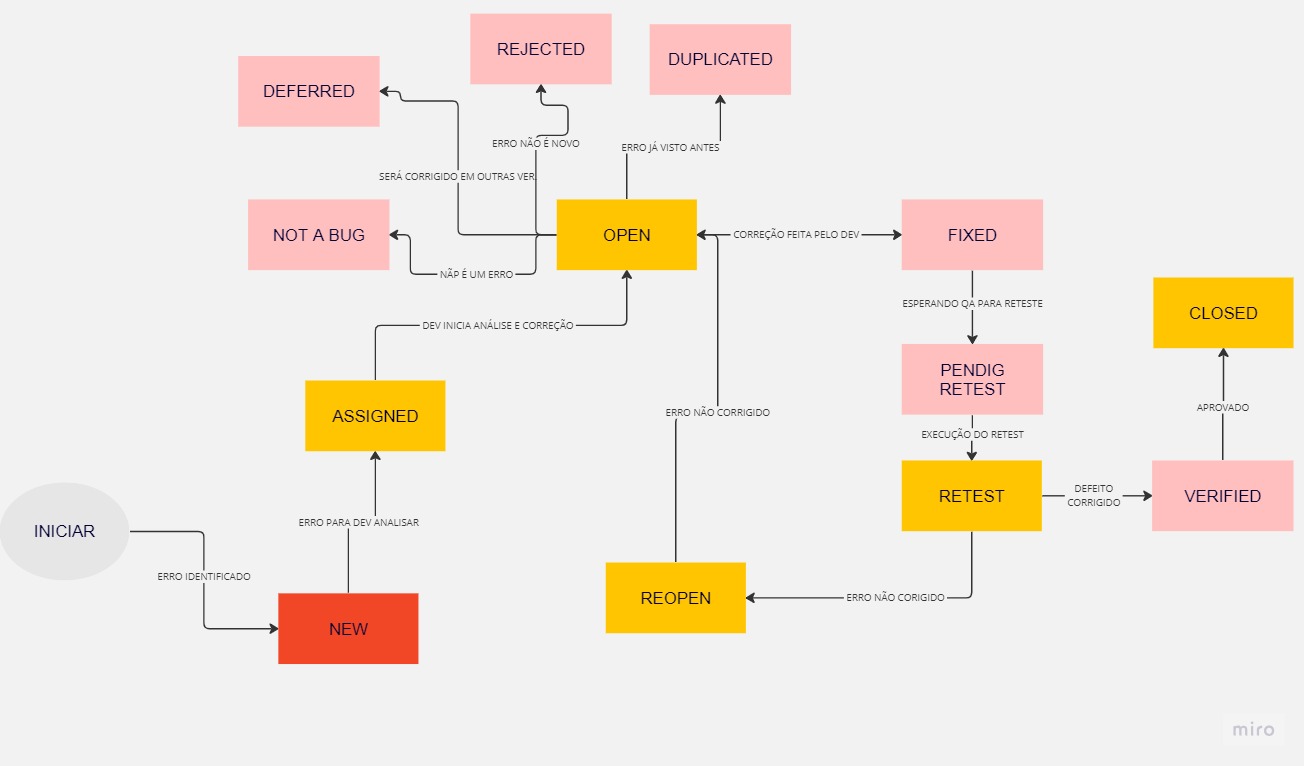 REJECTED
DUPLICATED
DEFERRED
ERRO NÃO É NOVO
ERRO JÁ VISTO ANTES
SERÁ CORRIGIDO EM OUTRAS VER.
NOT A BUG
OPEN
CORREÇÃO FEITA PELO DEV
FIXED
NÃP É UM ERRO
ESPERANDO QA PARA RETESTE
CLOSED
DEV INICIA ANÁLISE E CORREÇÃO
PENDIG
RETEST
ASSIGNED
ERRO NÃO CORRIGIDO
APROVADO
EXECUÇÃO DO RETEST
RETEST
DEFEITO
CORRIGIDO
VERIFIED
INICIAR
ERRO PARA DEV ANALISAR
ERRO IDENTIFICADO
REOPEN
ERRO NÃO CORIGIDO
NEW
miro